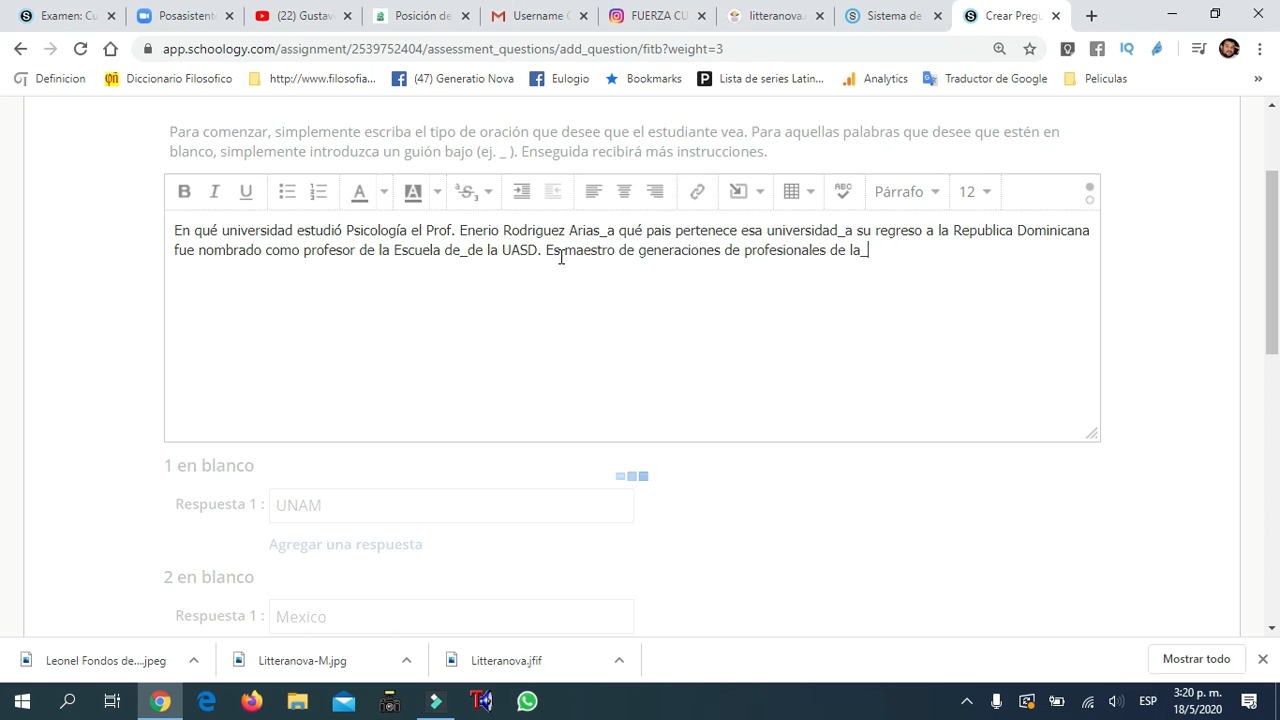 Examen: Cu
Posasistente
(22) Gustav
Posición de
Username C
FUERZA CU
litteranova.
Sistema de
Crear Pregu
app.schoology.com/assignment/2539752404/assessment_questions/add_question/fitb?weight=3
Definicion
Diccionario Filosofico
http://www.filosofia...
(47) Generatio Nova
Eulogio
Bookmarks
Lista de series Latin...
Analytics
Traductor de Google
Peliculas
»
Para comenzar, simplemente escriba el tipo de oración que desee que el estudiante vea. Para aquellas palabras que desee que estén en
blanco, simplemente introduzca un guión bajo (ej. _ ). Enseguida recibirá más instrucciones.
B I U A A S ABC Párrafo 12
En qué universidad estudió Psicología el Prof. Enerio Rodriguez Arias_a qué pais pertenece esa universidad_a su regreso a la Republica Dominicana
fue nombrado como profesor de la Escuela de_de la UASD. Es maestro de generaciones de profesionales de la_
1 en blanco
Respuesta 1 : UNAM
Agregar una respuesta
2 en blanco
Respuesta 1 : Mexico
Leonel Fondos de....jpeg
Litteranova-M.jpg
Litteranova.jfif
Mostrar todo
ESP
3:20 p. m.
18/5/2020